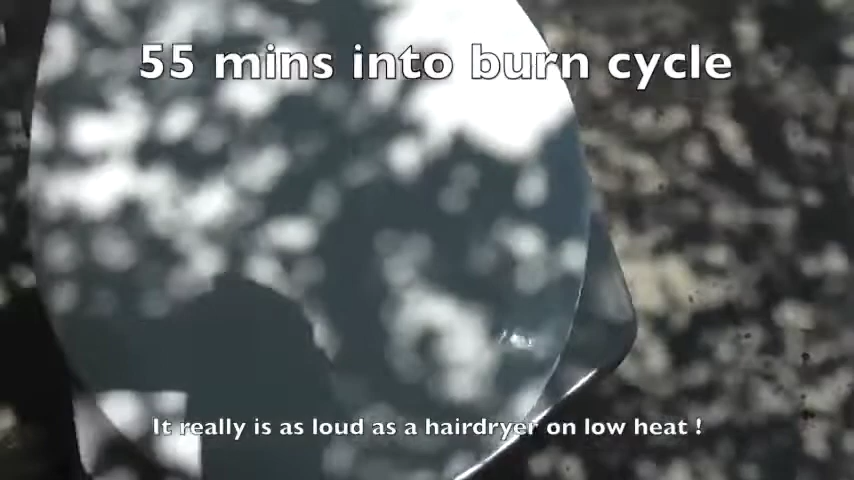 55 mins into burn cycle
It really is as loud as a hairdryer on low heat !